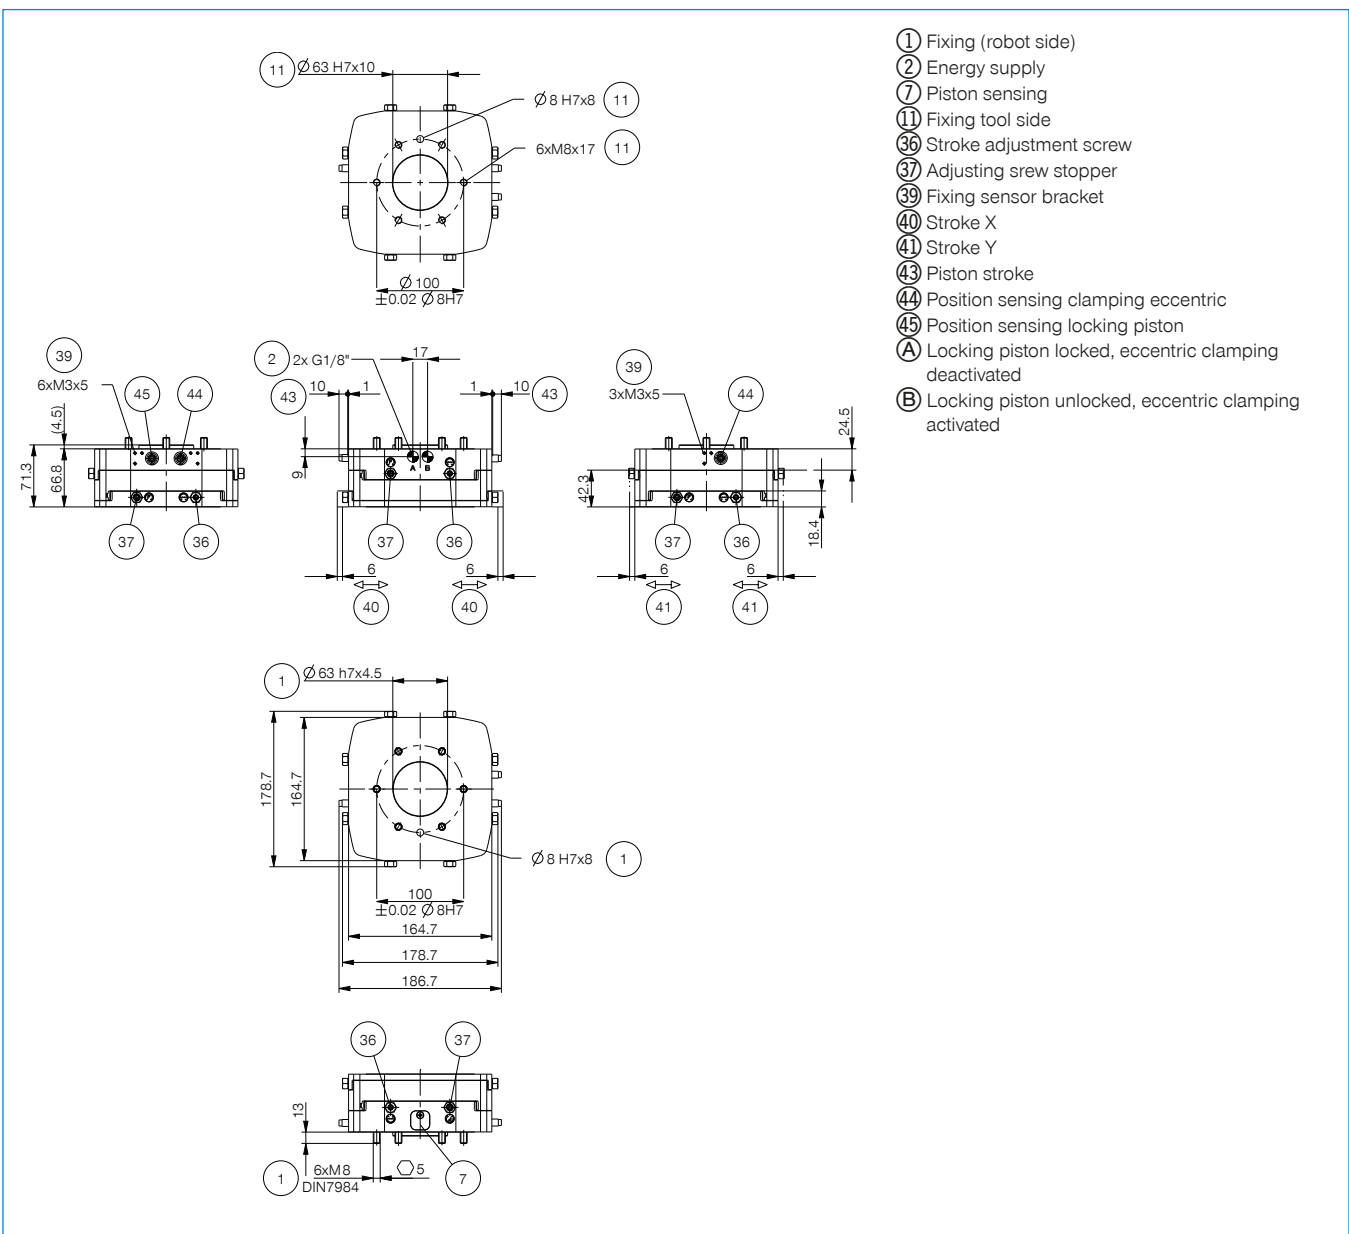 11 Ø 63 H7x10
Ø 8 H7x8 11
6xM8x17 11
Ø 100
±0.02 Ø 8H7
39
6xM3x5
45
44
(4.5)
71.3
66.8
37
36
2 2x G1/8"
17
43
10
1
1
10
43
9
A
B
37
36
6
6
40
40
39
3xM3x5
44
24.5
42.3
18.4
37
36
6
6
41
41
1 Ø 63 h7x4.5
178.7
164.7
Ø 8 H7x8 1
100
±0.02 Ø 8H7
164.7
178.7
186.7
36
37
13
1
6xM8
DIN7984
5
7
1 Fixing (robot side)
2 Energy supply
7 Piston sensing
11 Fixing tool side
36 Stroke adjustment screw
37 Adjusting srew stopper
39 Fixing sensor bracket
40 Stroke X
41 Stroke Y
43 Piston stroke
44 Position sensing clamping eccentric
45 Position sensing locking piston
A Locking piston locked, eccentric clamping
deactivated
B Locking piston unlocked, eccentric clamping
activated